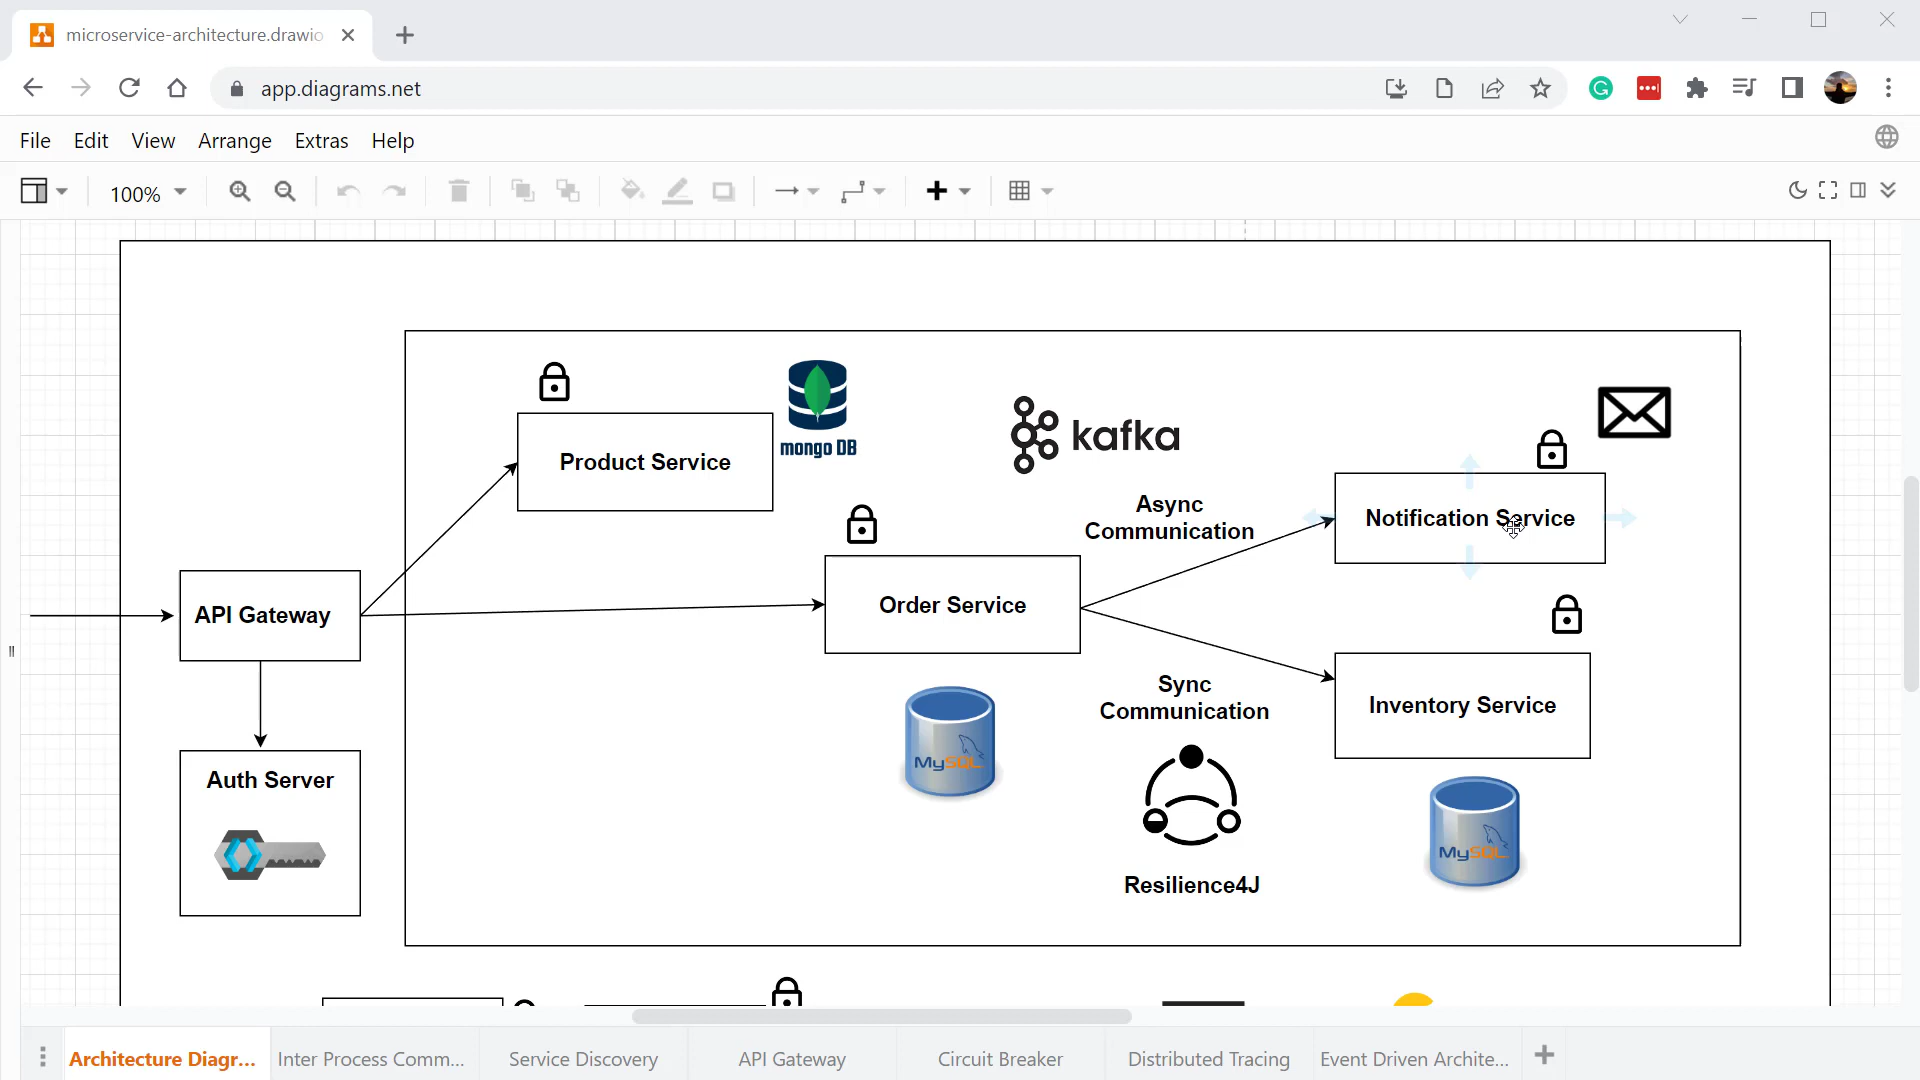 microservice-architecture.drawio
app.diagrams.net
File Edit View Arrange Extras Help
100%
mongo DB
Product Service
kafka
Async
Communication
Notification Service
API Gateway
Order Service
Sync
Communication
Inventory Service
MySQL
Auth Server
MySQL
Resilience4J
Architecture Diagr... Inter Process Comm... Service Discovery API Gateway Circuit Breaker Distributed Tracing Event Driven Archite...